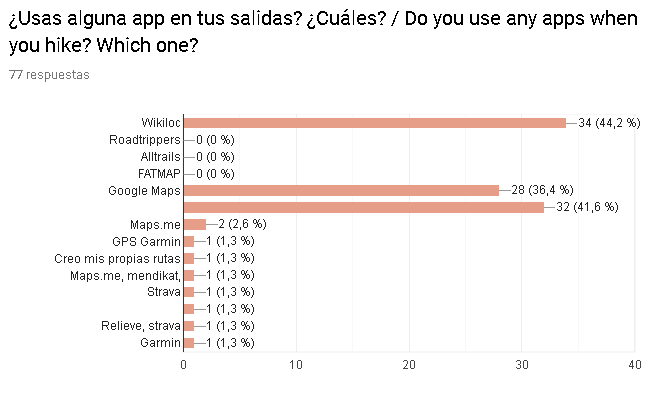 ¿Usas alguna app en tus salidas? ¿Cuáles? / Do you use any apps when
you hike? Which one?
77 respuestas
Wikiloc 34 (44,2 %)
Roadtrippers 0 (0 %)
Alltrails 0 (0 %)
FATMAP 0 (0 %)
Google Maps 28 (36,4 %)
32 (41,6 %)
Maps.me 2 (2,6 %)
GPS Garmin 1 (1,3 %)
Creo mis propias rutas 1 (1,3 %)
Maps.me, mendikat, 1 (1,3 %)
Strava 1 (1,3 %)
1 (1,3 %)
Relieve, strava 1 (1,3 %)
Garmin 1 (1,3 %)
0 10 20 30 40